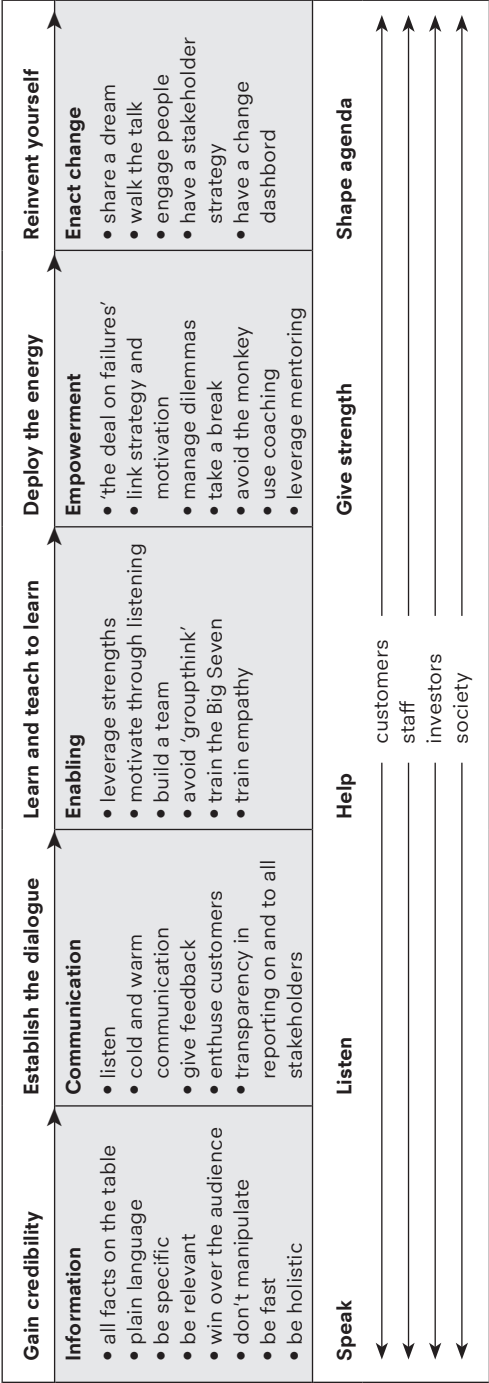 Gain credibility
Information
• all facts on the table
• plain language
• be specific
• be relevant
• win over the audience
• don't manipulate
• be fast
• be holistic
Speak
Establish the dialogue
Communication
• listen
• cold and warm
communication
• give feedback
• enthuse customers
• transparency in
reporting on and to all
stakeholders
Listen
Learn and teach to learn
Enabling
• leverage strengths
• motivate through listening
• build a team
• avoid 'groupthink'
• train the Big Seven
• train empathy
Help
Deploy the energy
Empowerment
• 'the deal on failures'
• link strategy and
motivation
• manage dilemmas
• take a break
• avoid the monkey
• use coaching
• leverage mentoring
Give strength
Reinvent yourself
Enact change
• share a dream
• walk the talk
• engage people
• have a stakeholder
strategy
• have a change
dashbord
Shape agenda
customers
staff
investors
society